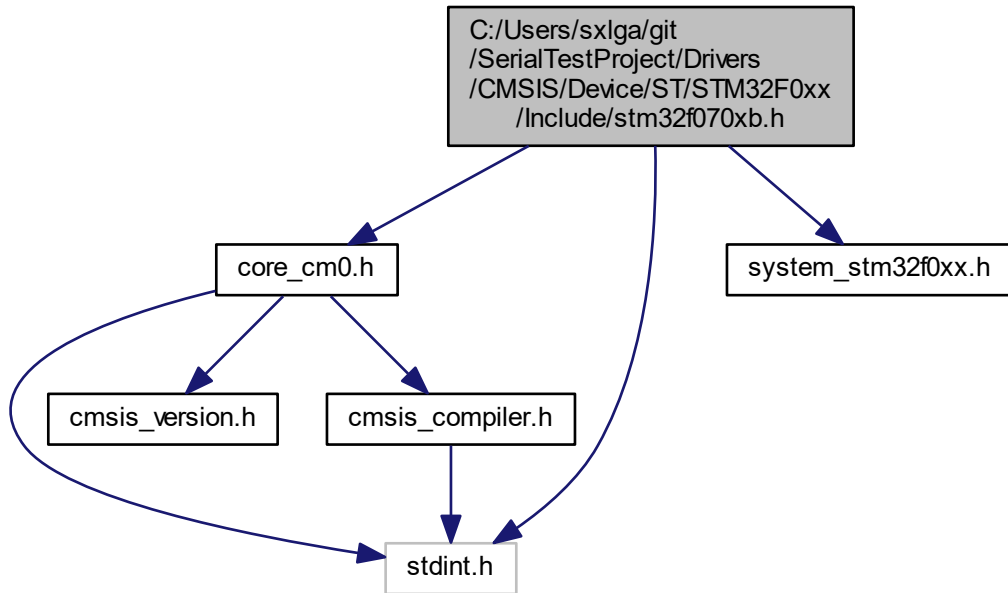 C:/Users/sxlga/git
/SerialTestProject/Drivers
/CMSIS/Device/ST/STM32F0xx
/Include/stm32f070xb.h
core_cm0.h
system_stm32f0xx.h
cmsis_version.h
cmsis_compiler.h
stdint.h